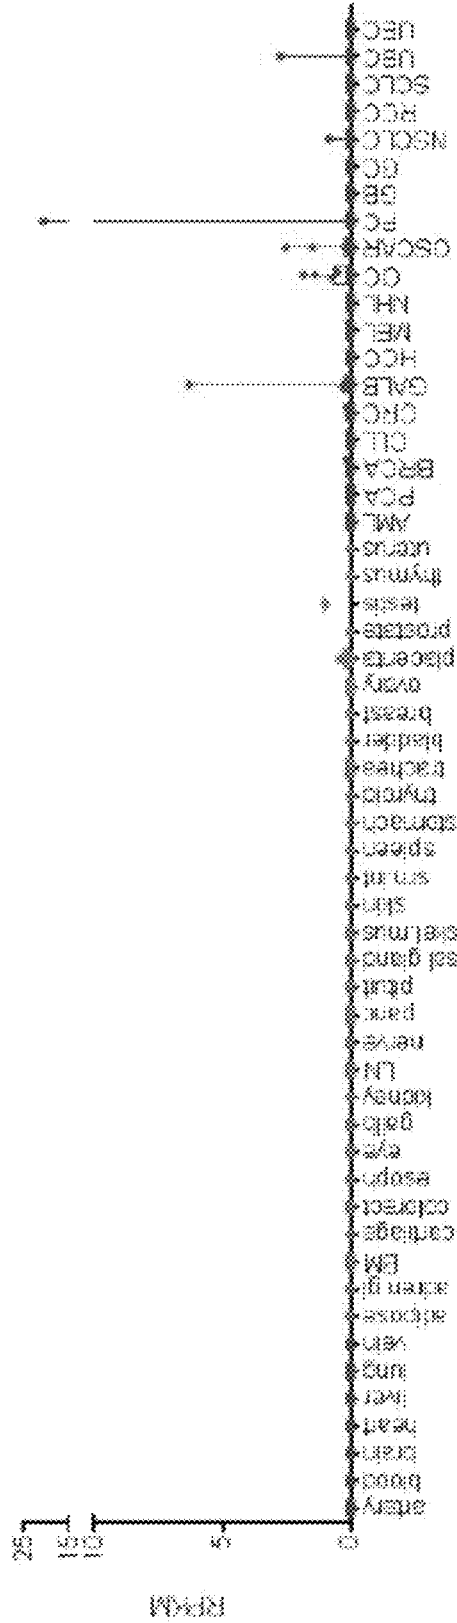 RPKM
25
15
10
5
0
artery
blood
brain
heart
liver
lung
vein
adipose
adren gl
BM
cartilage
colorect
esoph
eye
gallb
kidney
LN
nerve
panc
pituit
sal gland
skel.mus
skin
sm.int
spleen
stomach
thyroid
trachea
bladder
breast
ovary
placenta
prostate
testis
thymus
uterus
AML
PCA
BRCA
CLL
CRC
GALB
HCC
MEL
NHL
OC
OSCAR
PC
GB
GC
NSCLC
RCC
SCLC
UBC
UEC